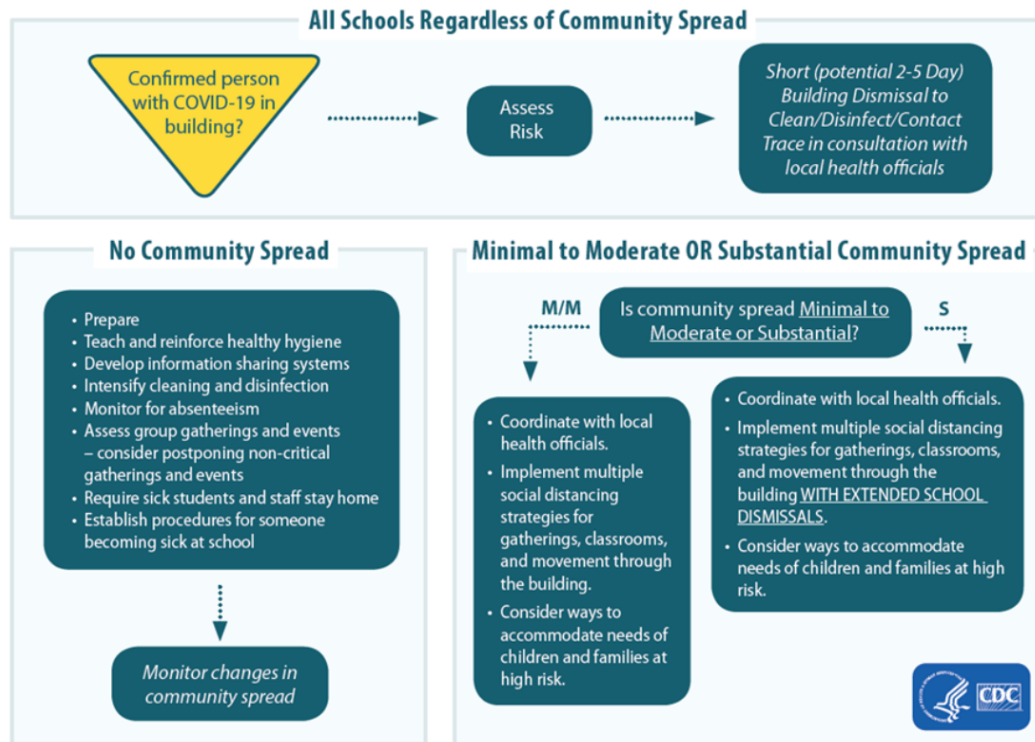 All Schools Regardless of Community Spread
Confirmed person
with COVID-19 in
building?
Assess
Risk
Short (potential 2-5 Day)
Building Dismissal to
Clean/Disinfect/Contact
Trace in consultation with
local health officials
No Community Spread
• Prepare
• Teach and reinforce healthy hygiene
• Develop information sharing systems
• Intensify cleaning and disinfection
• Monitor for absenteeism
• Assess group gatherings and events
– consider postponing non-critical
gatherings and events
• Require sick students and staff stay home
• Establish procedures for someone
becoming sick at school
Monitor changes in
community spread
Minimal to Moderate OR Substantial Community Spread
M/M
Is community spread Minimal to
Moderate or Substantial?
S
• Coordinate with local
health officials.
• Implement multiple
social distancing
strategies for
gatherings, classrooms,
and movement through
the building.
• Consider ways to
accommodate needs of
children and families at
high risk.
• Coordinate with local health officials.
• Implement multiple social distancing
strategies for gatherings, classrooms,
and movement through the
building WITH EXTENDED SCHOOL
DISMISSALS.
• Consider ways to accommodate
needs of children and families at high
risk.
CDC